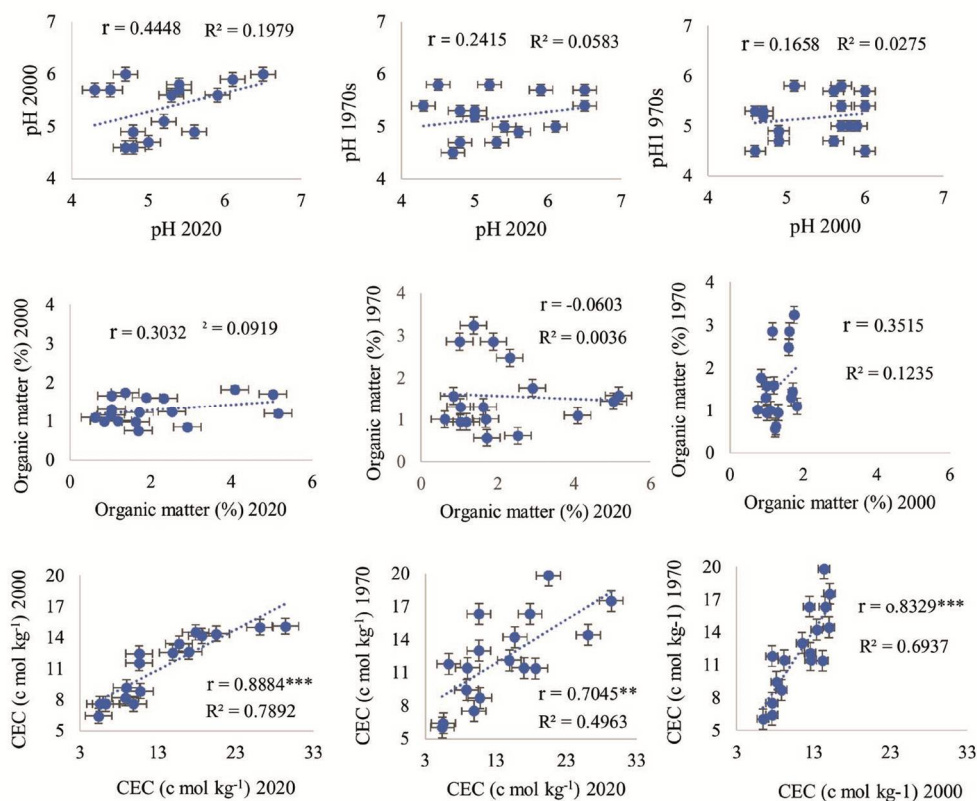 r = 0.4448 R² = 0.1979
7
6
5
4
4 5 6 7
pH 2000
pH 2020
r = 0.2415 R² = 0.0583
7
6
5
4
4 5 6 7
pH 1970s
pH 2020
r = 0.1658 R² = 0.0275
7
6
5
4
4 5 6 7
pH1 970s
pH 2000
r = 0.3032 ² = 0.0919
4
3
2
1
0
0 2 4 6
Organic matter (%) 2000
Organic matter (%) 2020
r = -0.0603
R² = 0.0036
4
3
2
1
0
0 2 4 6
Organic matter (%) 1970
Organic matter (%) 2020
r = 0.3515
R² = 0.1235
4
3
2
1
0
0 2 4 6
Organic matter (%) 1970
Organic matter (%) 2000
r = 0.8884***
R² = 0.7892
20
17
14
11
8
5
3 13 23 33
CEC (c mol kg⁻¹) 2000
CEC (c mol kg⁻¹) 2020
r = 0.7045**
R² = 0.4963
20
17
14
11
8
5
3 13 23 33
CEC (c mol kg⁻¹) 1970
CEC (c mol kg⁻¹) 2020
r = o.8329***
R² = 0.6937
20
17
14
11
8
5
3 13 23 33
CEC (c mol kg-1) 1970
CEC (c mol kg-1) 2000